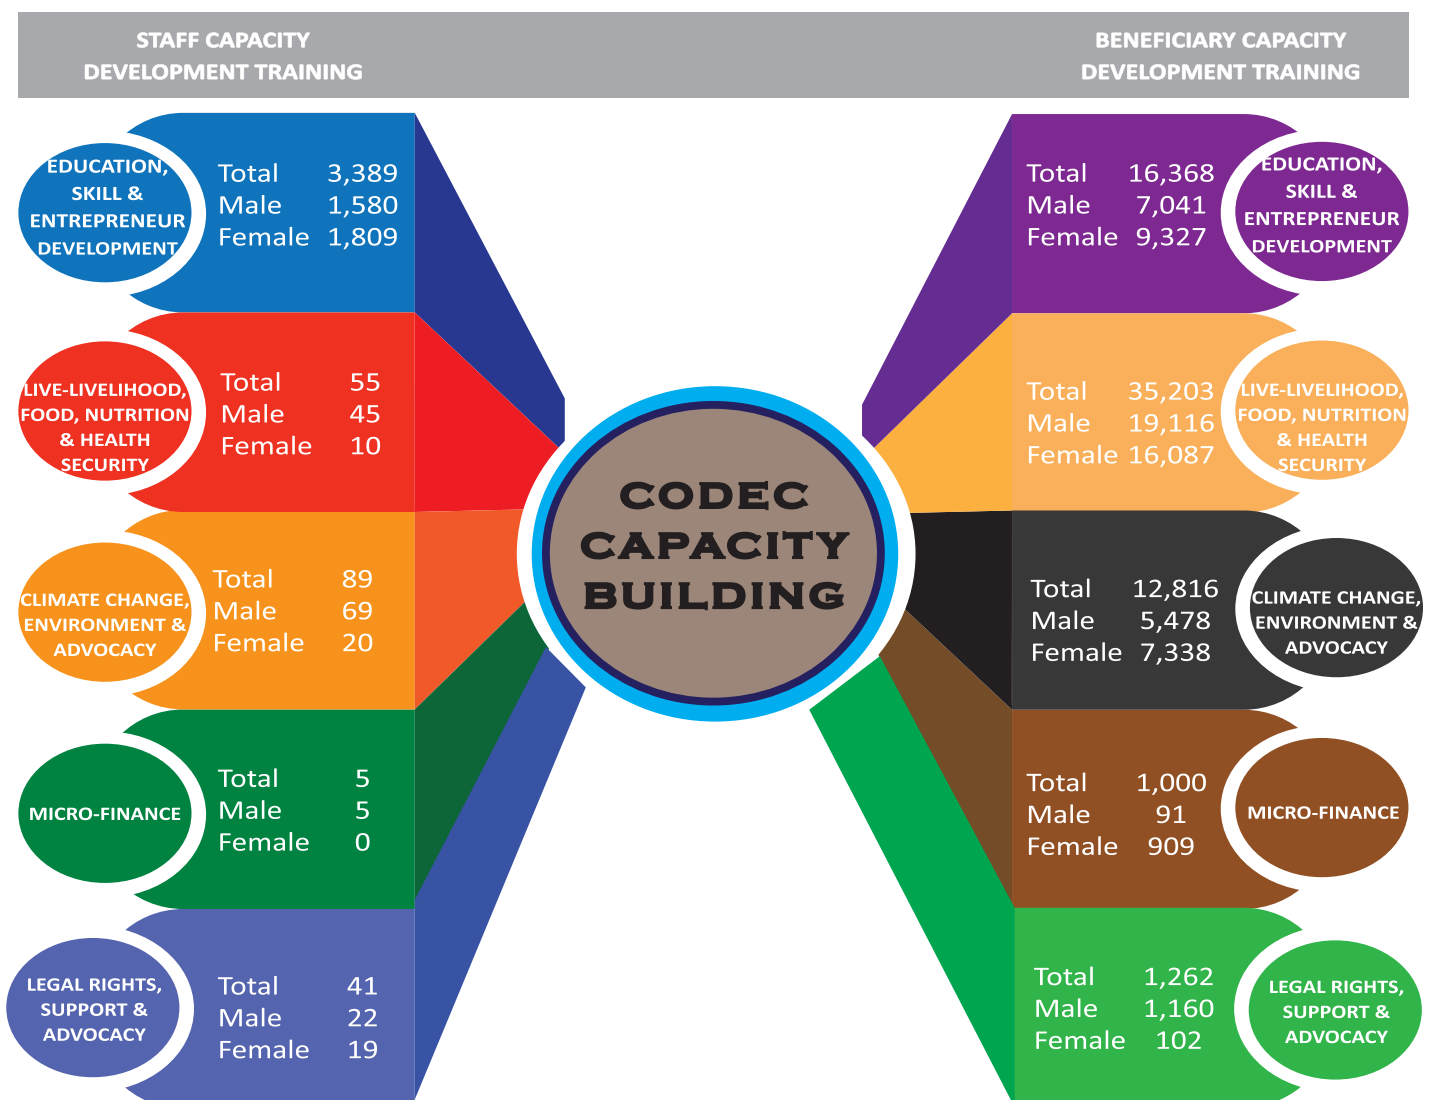 STAFF CAPACITY
DEVELOPMENT TRAINING
BENEFICIARY CAPACITY
DEVELOPMENT TRAINING
EDUCATION,
SKILL &
ENTREPRENEUR
DEVELOPMENT
Total 3,389
Male 1,580
Female 1,809
LIVE-LIVELIHOOD,
FOOD, NUTRITION
& HEALTH
SECURITY
Total 55
Male 45
Female 10
CLIMATE CHANGE,
ENVIRONMENT &
ADVOCACY
Total 89
Male 69
Female 20
MICRO-FINANCE
Total 5
Male 5
Female 0
LEGAL RIGHTS,
SUPPORT &
ADVOCACY
Total 41
Male 22
Female 19
CODEC
CAPACITY
BUILDING
Total 16,368
Male 7,041
Female 9,327
EDUCATION,
SKILL &
ENTREPRENEUR
DEVELOPMENT
Total 35,203
Male 19,116
Female 16,087
LIVE-LIVELIHOOD,
FOOD, NUTRITION
& HEALTH
SECURITY
Total 12,816
Male 5,478
Female 7,338
CLIMATE CHANGE,
ENVIRONMENT &
ADVOCACY
Total 1,000
Male 91
Female 909
MICRO-FINANCE
Total 1,262
Male 1,160
Female 102
LEGAL RIGHTS,
SUPPORT &
ADVOCACY